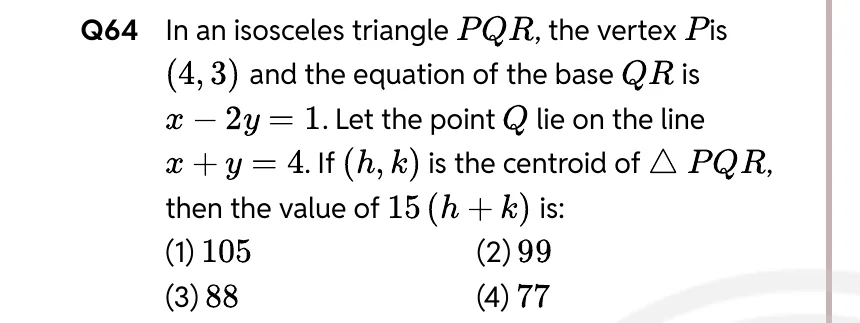 Q64 In an isosceles triangle PQR, the vertex P is
(4, 3) and the equation of the base QR is
x − 2y = 1. Let the point Q lie on the line
x + y = 4. If (h, k) is the centroid of △ PQR,
then the value of 15 (h + k) is:
(1) 105 (2) 99
(3) 88 (4) 77